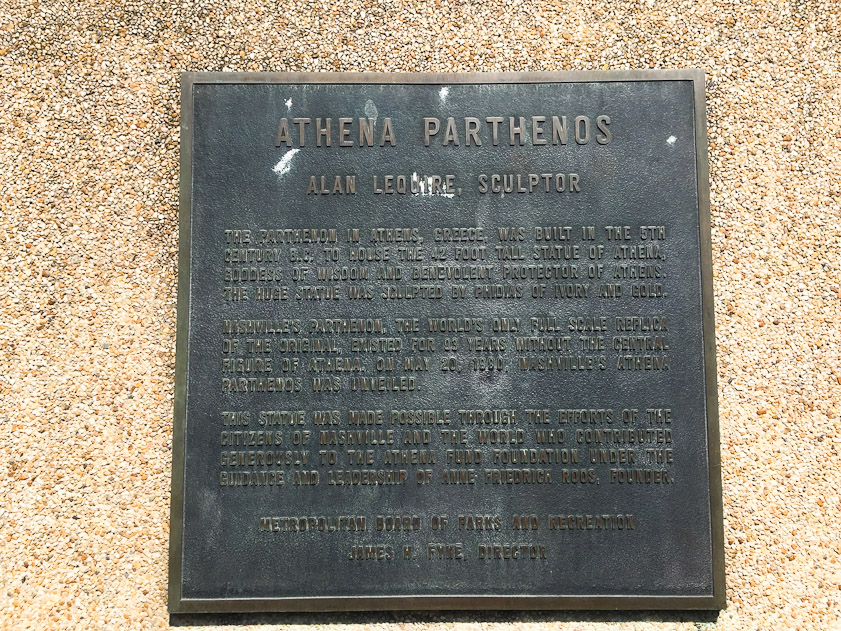 ATHENA PARTHENOS
ALAN LEQUIRE, SCULPTOR
THE PARTHENON IN ATHENS, GREECE, WAS BUILT IN THE 5TH
CENTURY B.C. TO HOUSE THE 42 FOOT TALL STATUE OF ATHENA,
GODDESS OF WISDOM AND BENEVOLENT PROTECTOR OF ATHENS.
THE HUGE STATUE WAS SCULPTED BY PHIDIAS OF IVORY AND GOLD.
NASHVILLE'S PARTHENON, THE WORLD'S ONLY FULL SCALE REPLICA
OF THE ORIGINAL, EXISTED FOR 93 YEARS WITHOUT THE CENTRAL
FIGURE OF ATHENA. ON MAY 20, 1990, NASHVILLE'S ATHENA
PARTHENOS WAS UNVEILED.
THIS STATUE WAS MADE POSSIBLE THROUGH THE EFFORTS OF THE
CITIZENS OF NASHVILLE AND THE WORLD WHO CONTRIBUTED
GENEROUSLY TO THE ATHENA FUND FOUNDATION UNDER THE
GUIDANCE AND LEADERSHIP OF ANNE FRIEDRICH ROOS, FOUNDER.
METROPOLITAN BOARD OF PARKS AND RECREATION
JAMES H. FYKE, DIRECTOR